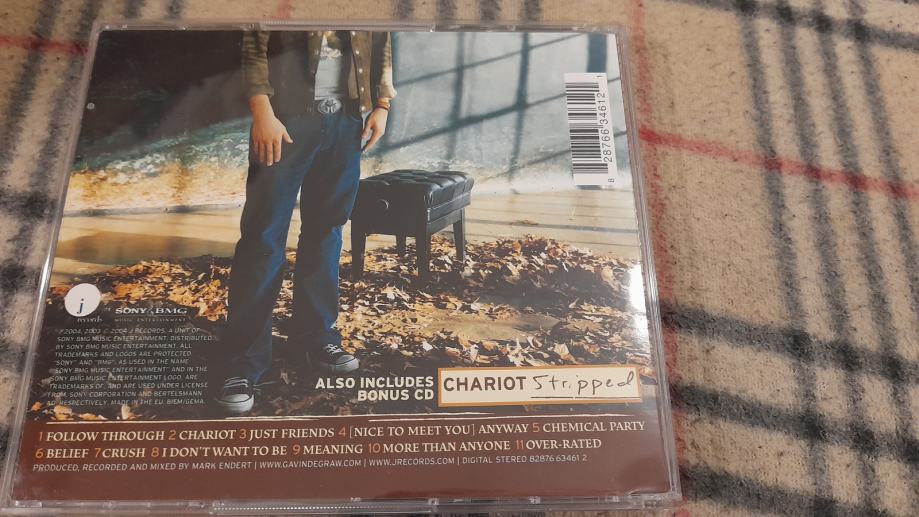 8 28766 34612 1
j
records
SONY BMG
MUSIC ENTERTAINMENT
℗ 2004, 2003 © 2004 J RECORDS, A UNIT OF
SONY BMG MUSIC ENTERTAINMENT. DISTRIBUTED
BY SONY BMG MUSIC ENTERTAINMENT. ALL
TRADEMARKS AND LOGOS ARE PROTECTED.
"SONY" AND "BMG", AS USED IN THE NAME
"SONY BMG MUSIC ENTERTAINMENT" AND IN THE
SONY BMG MUSIC ENTERTAINMENT LOGO, ARE
TRADEMARKS OF, AND ARE USED UNDER LICENSE
FROM, SONY CORPORATION AND BERTELSMANN
AG, RESPECTIVELY. MADE IN THE EU. BIEM/GEMA.
ALSO INCLUDES
BONUS CD
CHARIOT Stripped
1 FOLLOW THROUGH 2 CHARIOT 3 JUST FRIENDS 4 [NICE TO MEET YOU] ANYWAY 5 CHEMICAL PARTY
6 BELIEF 7 CRUSH 8 I DON'T WANT TO BE 9 MEANING 10 MORE THAN ANYONE 11 OVER-RATED
PRODUCED, RECORDED AND MIXED BY MARK ENDERT | WWW.GAVINDEGRAW.COM | WWW.JRECORDS.COM | DIGITAL STEREO 82876 63461 2